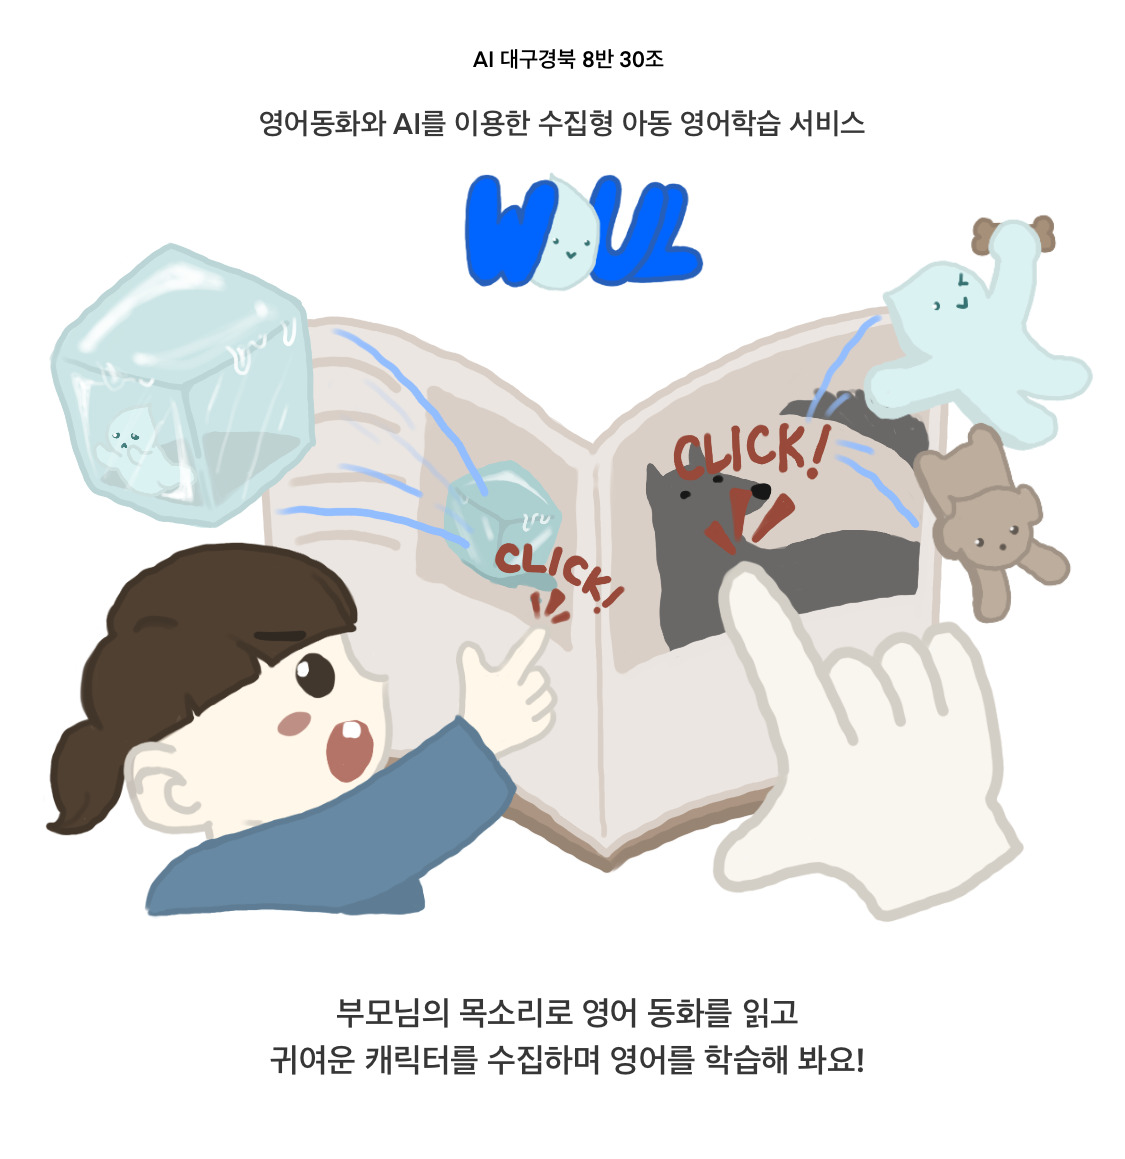 AI 대구경북 8반 30조
영어동화와 AI를 이용한 수집형 아동 영어학습 서비스
WOUL
CLICK!
CLICK!
부모님의 목소리로 영어 동화를 읽고
귀여운 캐릭터를 수집하며 영어를 학습해 봐요!